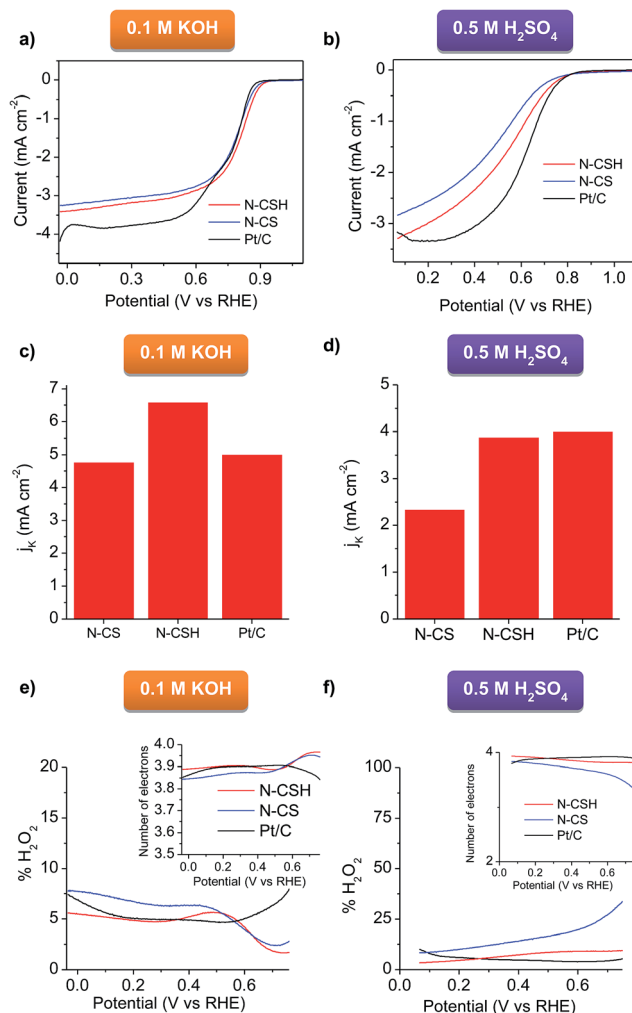 0.1 M KOH
0.5 M H₂SO₄
a)
b)
0
-1
-2
-3
-4
Current (mA cm⁻²)
N-CSH
N-CS
Pt/C
0.0 0.3 0.6 0.9
Potential (V vs RHE)
0
-1
-2
-3
Current (mA cm⁻²)
N-CSH
N-CS
Pt/C
0.2 0.4 0.6 0.8 1.0
Potential (V vs RHE)
c)
0.1 M KOH
d)
0.5 M H₂SO₄
7
6
5
4
3
2
1
0
jK (mA cm⁻²)
N-CS N-CSH Pt/C
5
4
3
2
1
0
jK (mA cm⁻²)
N-CS N-CSH Pt/C
e)
0.1 M KOH
f)
0.5 M H₂SO₄
20
15
10
5
0
% H₂O₂
4.0
3.9
3.8
3.7
3.6
3.5
Number of electrons
N-CSH
N-CS
Pt/C
0.0 0.2 0.4 0.6
Potential (V vs RHE)
0.0 0.2 0.4 0.6
Potential (V vs RHE)
100
75
50
25
0
% H₂O₂
4
2
Number of electrons
N-CSH
N-CS
Pt/C
0.0 0.2 0.4 0.6
Potential (V vs RHE)
0.0 0.2 0.4 0.6
Potential (V vs RHE)